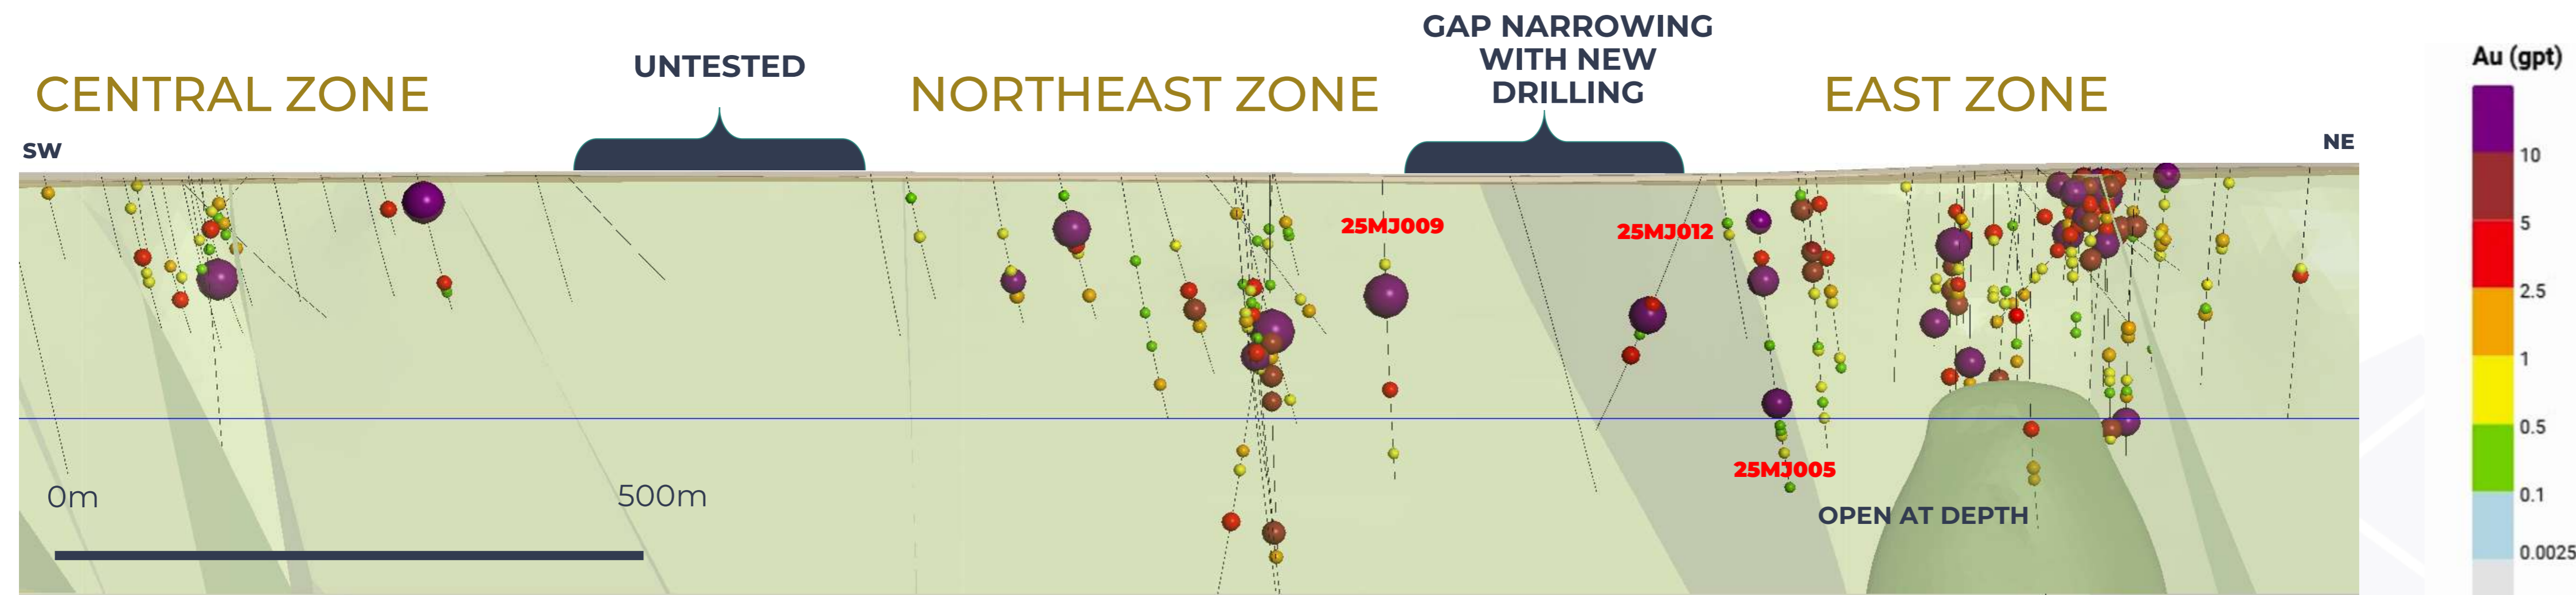 GAP NARROWING
WITH NEW
DRILLING
UNTESTED
CENTRAL ZONE
NORTHEAST ZONE
EAST ZONE
SW
NE
25MJ009
25MJ012
25MJ005
0m
500m
OPEN AT DEPTH
Au (gpt)
10
5
2.5
1
0.5
0.1
0.0025